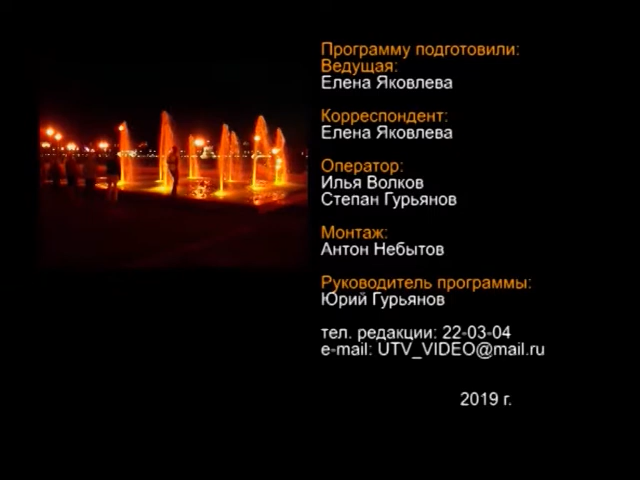 Программу подготовили:
Ведущая:
Елена Яковлева
Корреспондент:
Елена Яковлева
Оператор:
Илья Волков
Степан Гурьянов
Монтаж:
Антон Небытов
Руководитель программы:
Юрий Гурьянов
тел. редакции: 22-03-04
e-mail: UTV_VIDEO@mail.ru
2019 г.